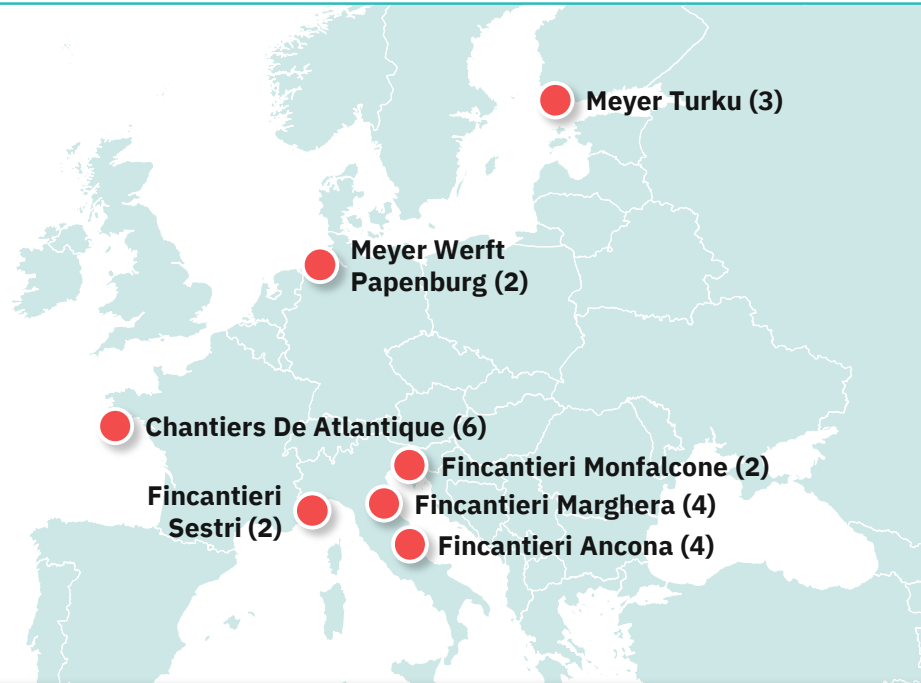 Meyer Turku (3)
Meyer Werft
Papenburg (2)
Chantiers De Atlantique (6)
Fincantieri Monfalcone (2)
Fincantieri
Sestri (2)
Fincantieri Marghera (4)
Fincantieri Ancona (4)